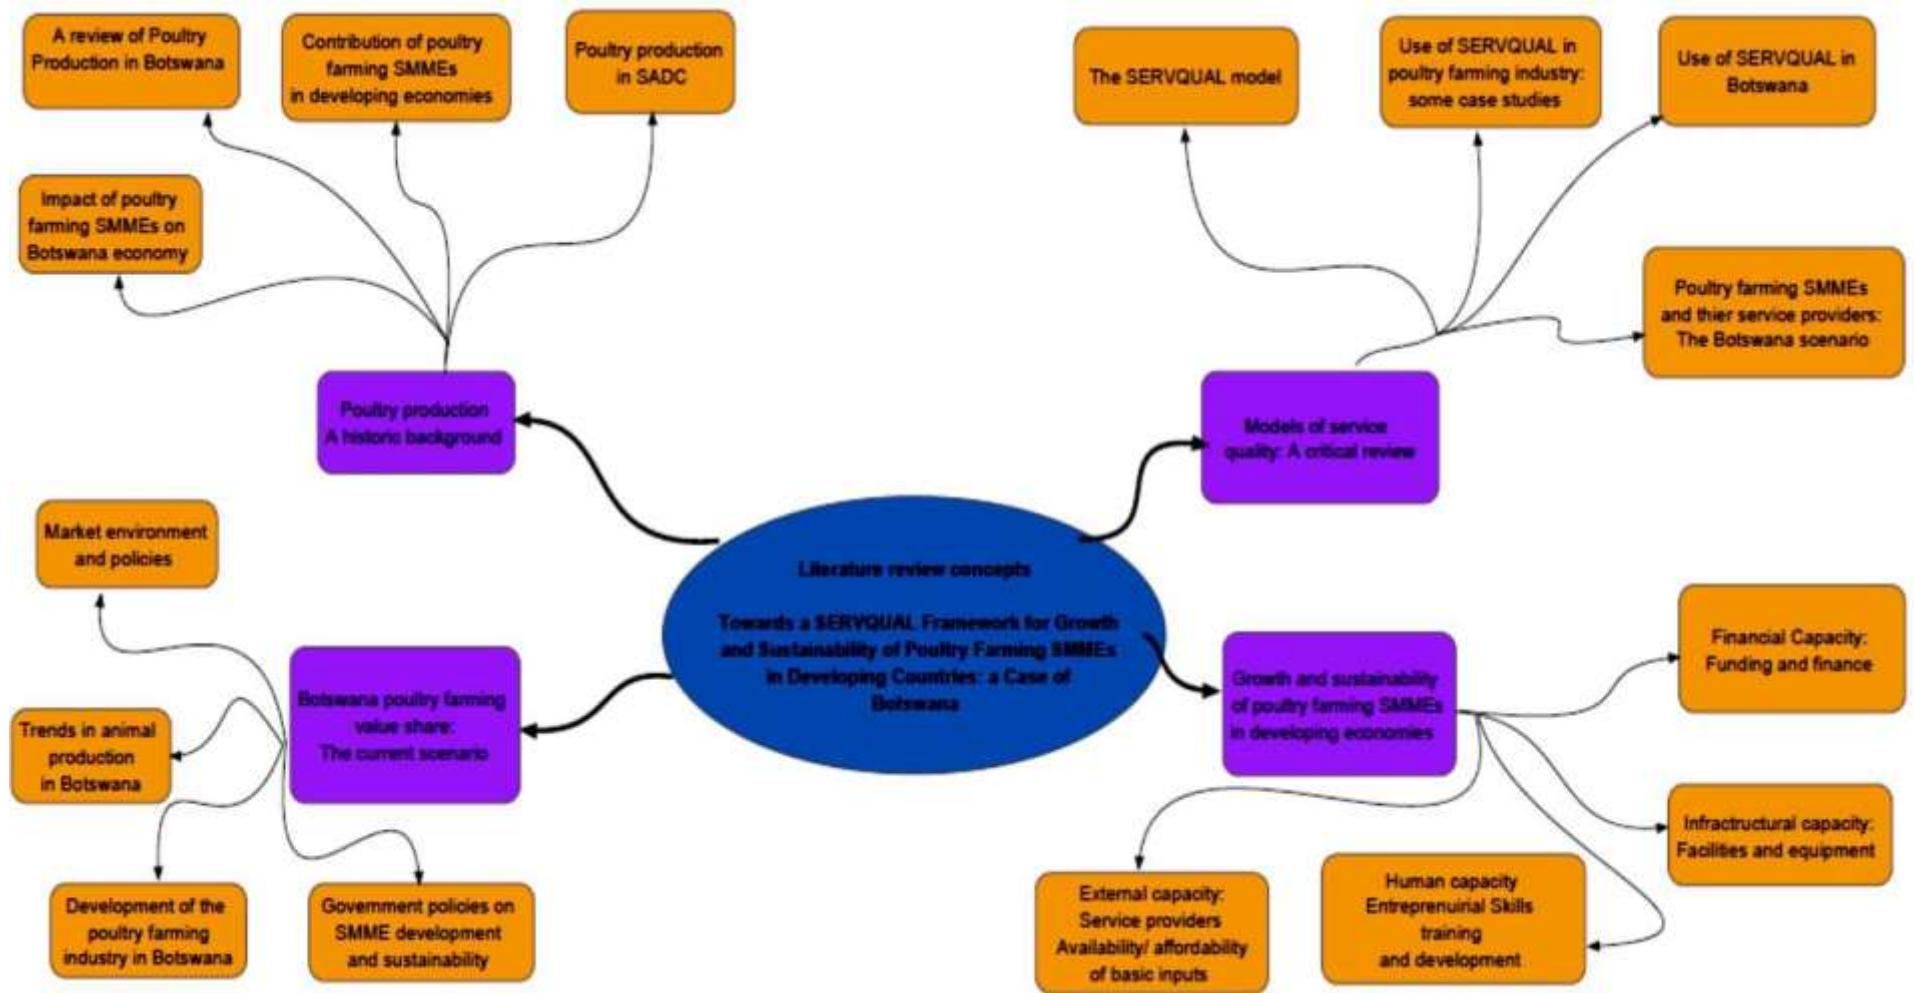 A review of Poultry
Production in Botswana
Contribution of poultry
farming SMMEs
in developing economies
Poultry production
in SADC
Impact of poultry
farming SMMEs on
Botswana economy
Poultry production
A historic background
The SERVQUAL model
Use of SERVQUAL in
poultry farming industry:
some case studies
Use of SERVQUAL in
Botswana
Poultry farming SMMEs
and thier service providers:
The Botswana scenario
Models of service
quality: A critical review
Literature review concepts
Towards a SERVQUAL Framework for Growth
and Sustainability of Poultry Farming SMMEs
in Developing Countries: a Case of
Botswana
Market environment
and policies
Botswana poultry farming
value share:
The current scenario
Trends in animal
production
in Botswana
Development of the
poultry farming
industry in Botswana
Government policies on
SMME development
and sustainability
Growth and sustainability
of poultry farming SMMEs
in developing economies
Financial Capacity:
Funding and finance
Infractructural capacity:
Facilities and equipment
External capacity:
Service providers
Availability/ affordability
of basic inputs
Human capacity
Entreprenuirial Skills
training
and development